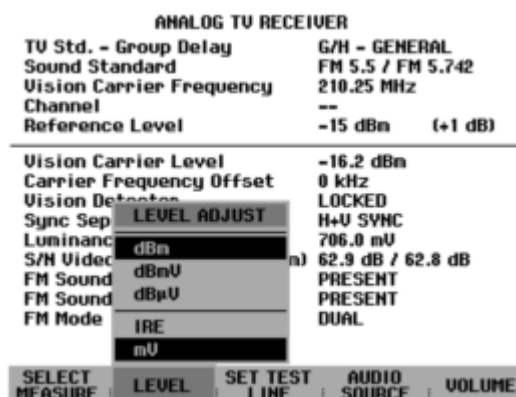 ANALOG TV RECEIVER
TV Std. - Group Delay G/H - GENERAL
Sound Standard FM 5.5 / FM 5.742
Vision Carrier Frequency 210.25 MHz
Channel --
Reference Level -15 dBm (+1 dB)
Vision Carrier Level -16.2 dBm
Carrier Frequency Offset 0 kHz
Vision Detector LOCKED
Sync Sep H+V SYNC
Luminanc 706.0 mV
S/N Video n) 62.9 dB / 62.8 dB
FM Sound PRESENT
FM Sound PRESENT
FM Mode DUAL
LEVEL ADJUST
dBm
dBmV
dBµV
IRE
mV
SELECT MEASURE LEVEL SET TEST LINE AUDIO SOURCE VOLUME